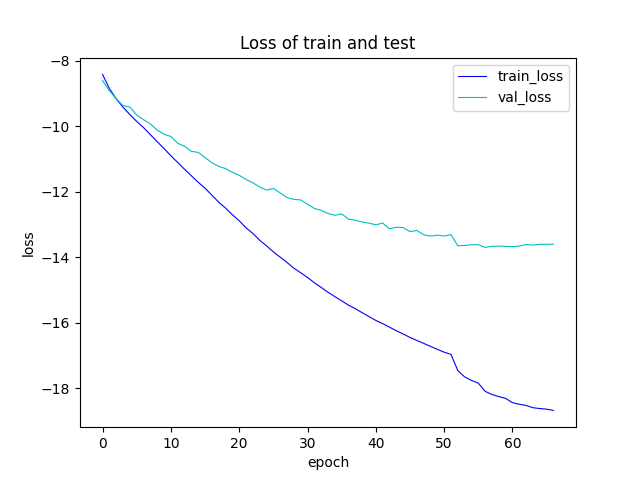 Loss of train and test
train_loss
val_loss
−8
−10
−12
−14
−16
−18
loss
0 10 20 30 40 50 60
epoch